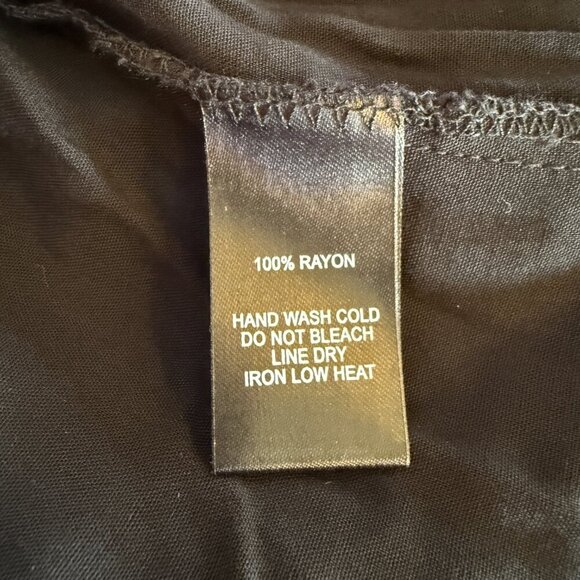 100% RAYON
HAND WASH COLD
DO NOT BLEACH
LINE DRY
IRON LOW HEAT